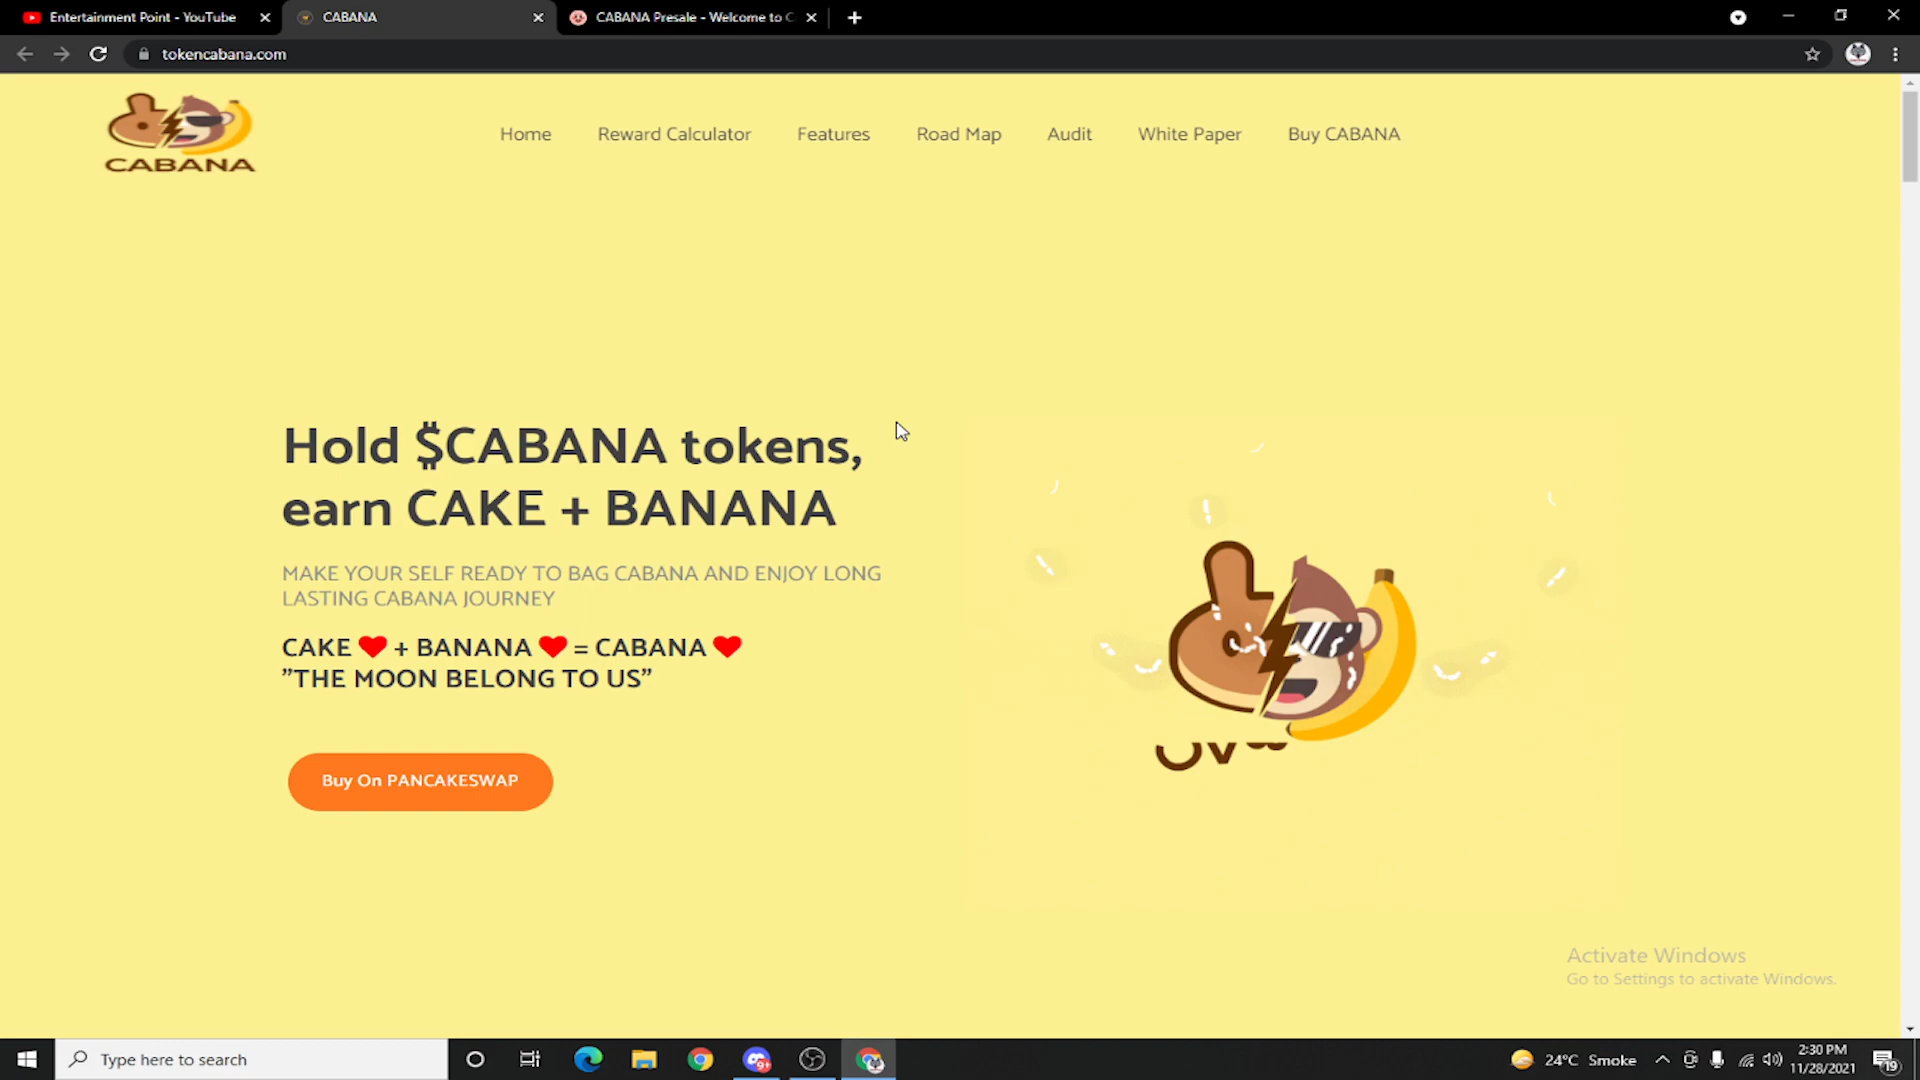 Entertainment Point - YouTube
CABANA
CABANA Presale - Welcome to C
tokencabana.com
CABANA
Home
Reward Calculator
Features
Road Map
Audit
White Paper
Buy CABANA
Hold $CABANA tokens,
earn CAKE + BANANA
MAKE YOUR SELF READY TO BAG CABANA AND ENJOY LONG
LASTING CABANA JOURNEY
CAKE ❤ + BANANA ❤ = CABANA ❤
”THE MOON BELONG TO US”
Buy On PANCAKESWAP
Activate Windows
Go to Settings to activate Windows.
Type here to search
9+
24°C Smoke
2:30 PM
11/28/2021
19